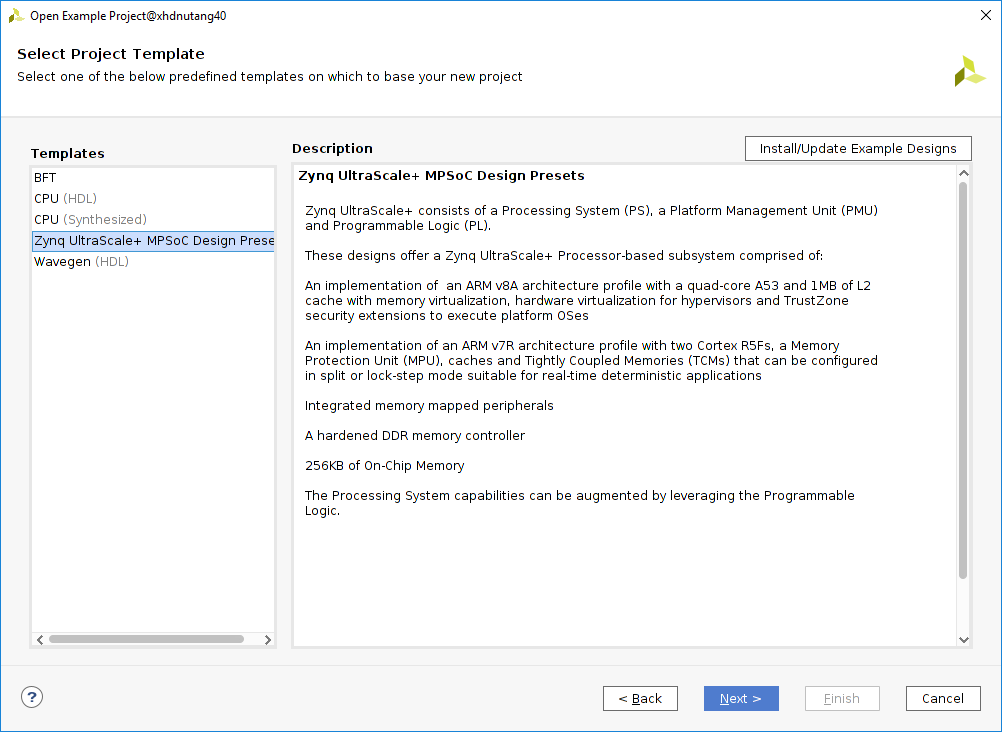 Open Example Project@xhdnutang40
Select Project Template
Select one of the below predefined templates on which to base your new project
Templates
BFT
CPU (HDL)
CPU (Synthesized)
Zynq UltraScale+ MPSoC Design Prese
Wavegen (HDL)
Description
Install/Update Example Designs
Zynq UltraScale+ MPSoC Design Presets
Zynq UltraScale+ consists of a Processing System (PS), a Platform Management Unit (PMU)
and Programmable Logic (PL).
These designs offer a Zynq UltraScale+ Processor-based subsystem comprised of:
An implementation of  an ARM v8A architecture profile with a quad-core A53 and 1MB of L2
cache with memory virtualization, hardware virtualization for hypervisors and TrustZone
security extensions to execute platform OSes
An implementation of an ARM v7R architecture profile with two Cortex R5Fs, a Memory
Protection Unit (MPU), caches and Tightly Coupled Memories (TCMs) that can be configured
in split or lock-step mode suitable for real-time deterministic applications
Integrated memory mapped peripherals
A hardened DDR memory controller
256KB of On-Chip Memory
The Processing System capabilities can be augmented by leveraging the Programmable
Logic.
?
< Back
Next >
Finish
Cancel